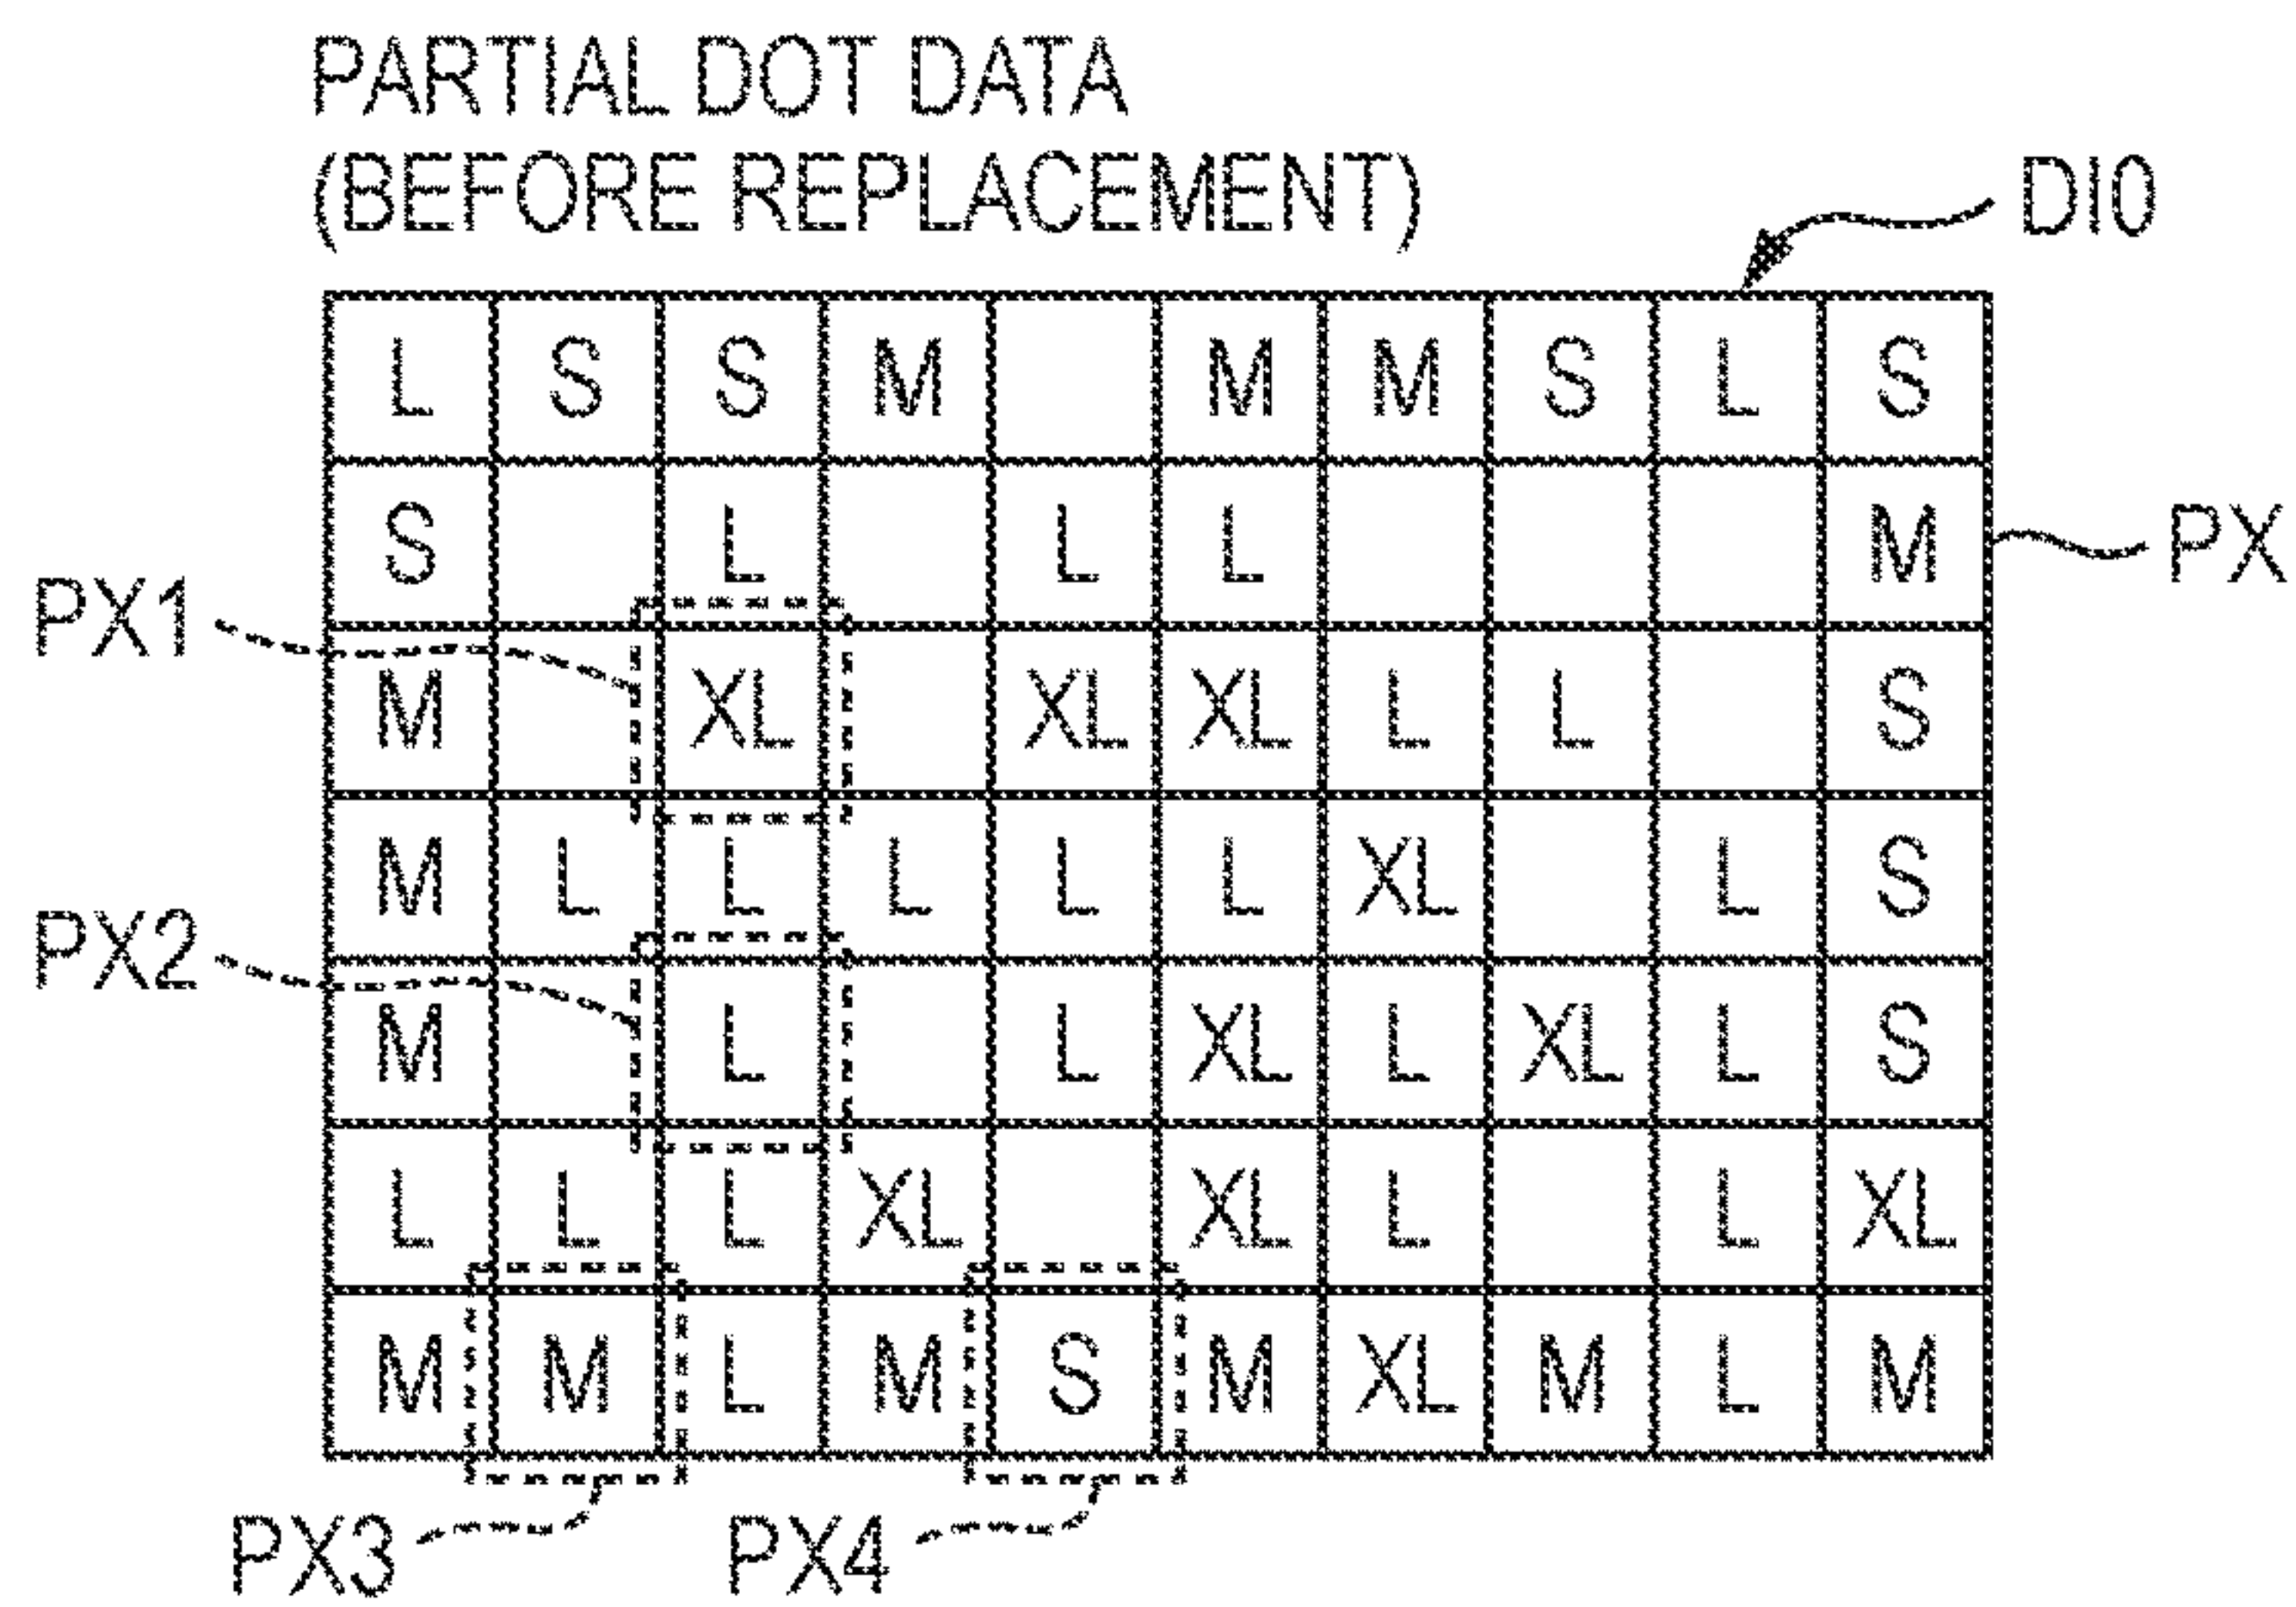 PARTIAL DOT DATA
(BEFORE REPLACEMENT)
DI0
L S S M M M S L S
S L L L M
PX
PX1
M XL XL XL L L S
M L L L L L XL L S
PX2
M L L XL L XL L S
L L L XL XL L L XL
M M L M S M XL M L M
PX3 PX4